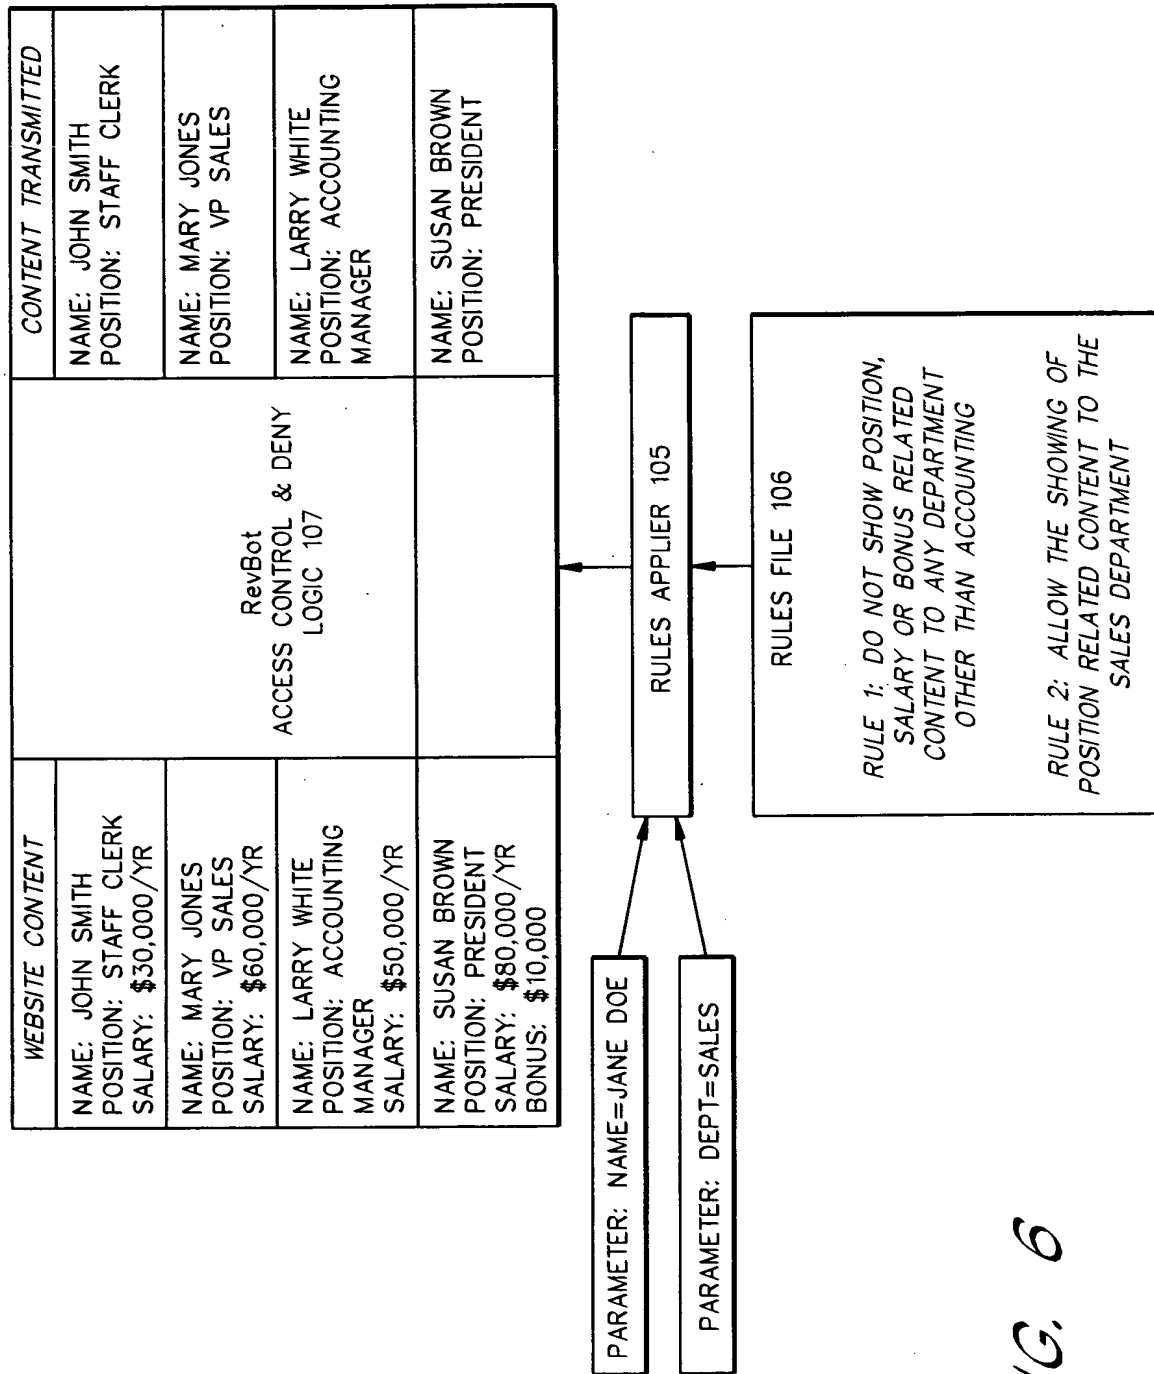 WEBSITE CONTENT
NAME: JOHN SMITH
POSITION: STAFF CLERK
SALARY: $30,000/YR
NAME: MARY JONES
POSITION: VP SALES
SALARY: $60,000/YR
NAME: LARRY WHITE
POSITION: ACCOUNTING
MANAGER
SALARY: $50,000/YR
NAME: SUSAN BROWN
POSITION: PRESIDENT
SALARY: $80,000/YR
BONUS: $10,000
RevBot
ACCESS CONTROL & DENY
LOGIC 107
CONTENT TRANSMITTED
NAME: JOHN SMITH
POSITION: STAFF CLERK
NAME: MARY JONES
POSITION: VP SALES
NAME: LARRY WHITE
POSITION: ACCOUNTING
MANAGER
NAME: SUSAN BROWN
POSITION: PRESIDENT
PARAMETER: NAME=JANE DOE
PARAMETER: DEPT=SALES
RULES APPLIER 105
RULES FILE 106
RULE 1: DO NOT SHOW POSITION,
SALARY OR BONUS RELATED
CONTENT TO ANY DEPARTMENT
OTHER THAN ACCOUNTING
RULE 2: ALLOW THE SHOWING OF
POSITION RELATED CONTENT TO THE
SALES DEPARTMENT
6